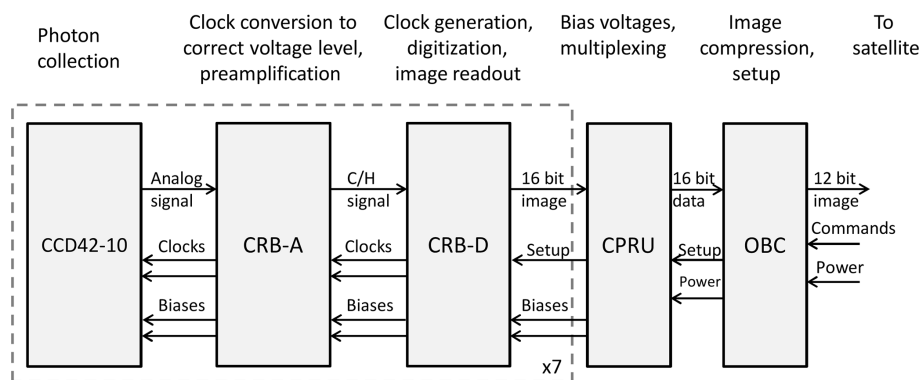 Photon
collection
Clock conversion to
correct voltage level,
preamplification
Clock generation,
digitization,
image readout
Bias voltages,
multiplexing
Image
compression,
setup
To
satellite
CCD42-10
Analog
signal
Clocks
Biases
CRB-A
C/H
signal
Clocks
Biases
CRB-D
16 bit
image
Setup
Biases
x7
CPRU
16 bit
data
Setup
Power
OBC
12 bit
image
Commands
Power